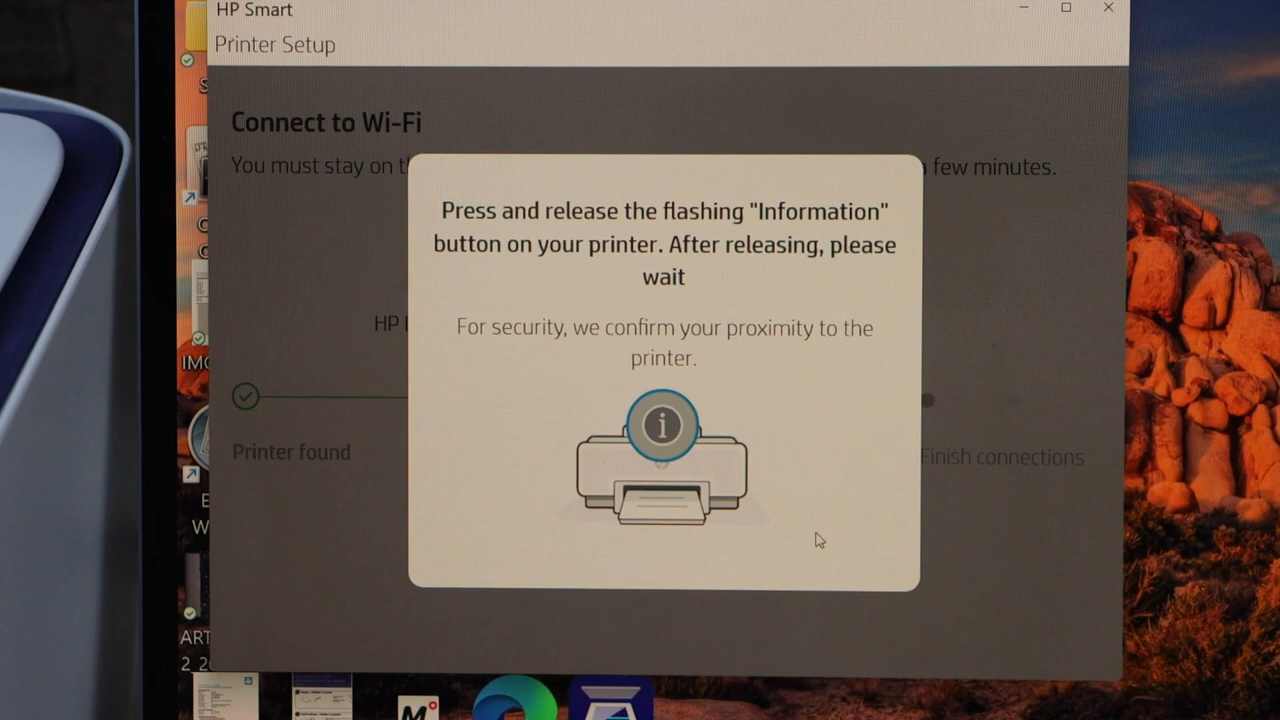 HP Smart
Printer Setup
Connect to Wi-Fi
You must stay on
few minutes.
Press and release the flashing "Information"
button on your printer. After releasing, please
wait
For security, we confirm your proximity to the
printer.
HP
i
Printer found
Finish connections
IMG
W
ART
2_2